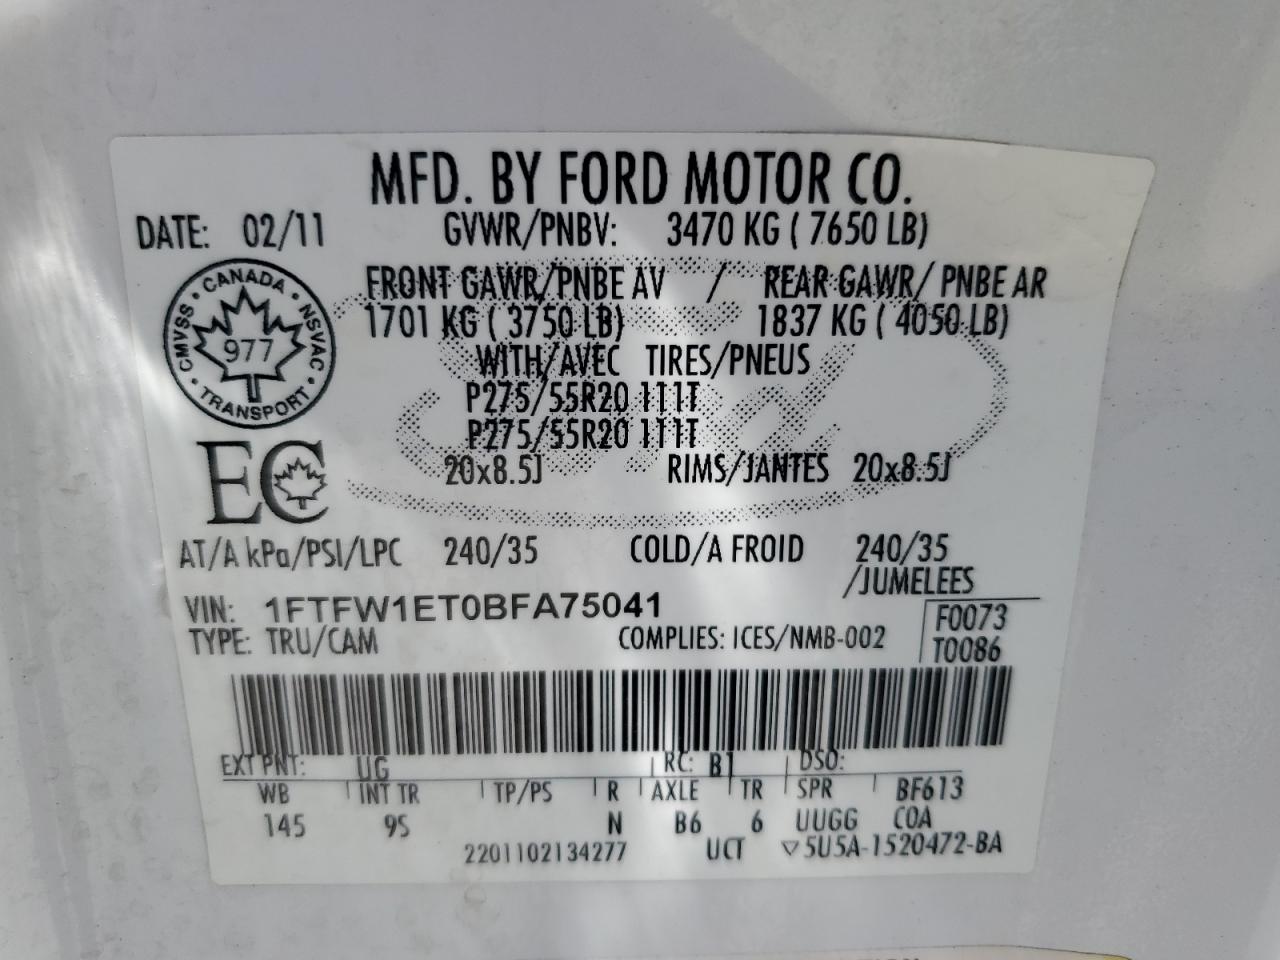 MFD. BY FORD MOTOR CO.
DATE: 02/11 GVWR/PNBV: 3470 KG ( 7650 LB)
FRONT GAWR/PNBE AV / REAR GAWR/ PNBE AR
1701 KG ( 3750 LB) 1837 KG ( 4050 LB)
WITH/AVEC TIRES/PNEUS
P275/55R20 111T
P275/55R20 111T
20x8.5J RIMS/JANTES 20x8.5J
CANADA
CMVSS • NSVAC
977
TRANSPORT
EC
AT/A kPa/PSI/LPC 240/35 COLD/A FROID 240/35
/JUMELEES
VIN: 1FTFW1ET0BFA75041
F0073
TYPE: TRU/CAM COMPLIES: ICES/NMB-002
T0086
EXT PNT: UG RC: B1 DSO:
WB INT TR TP/PS R AXLE TR SPR BF613
145 9S N B6 6 UUGG COA
2201102134277 UCT ▽5U5A-1520472-BA